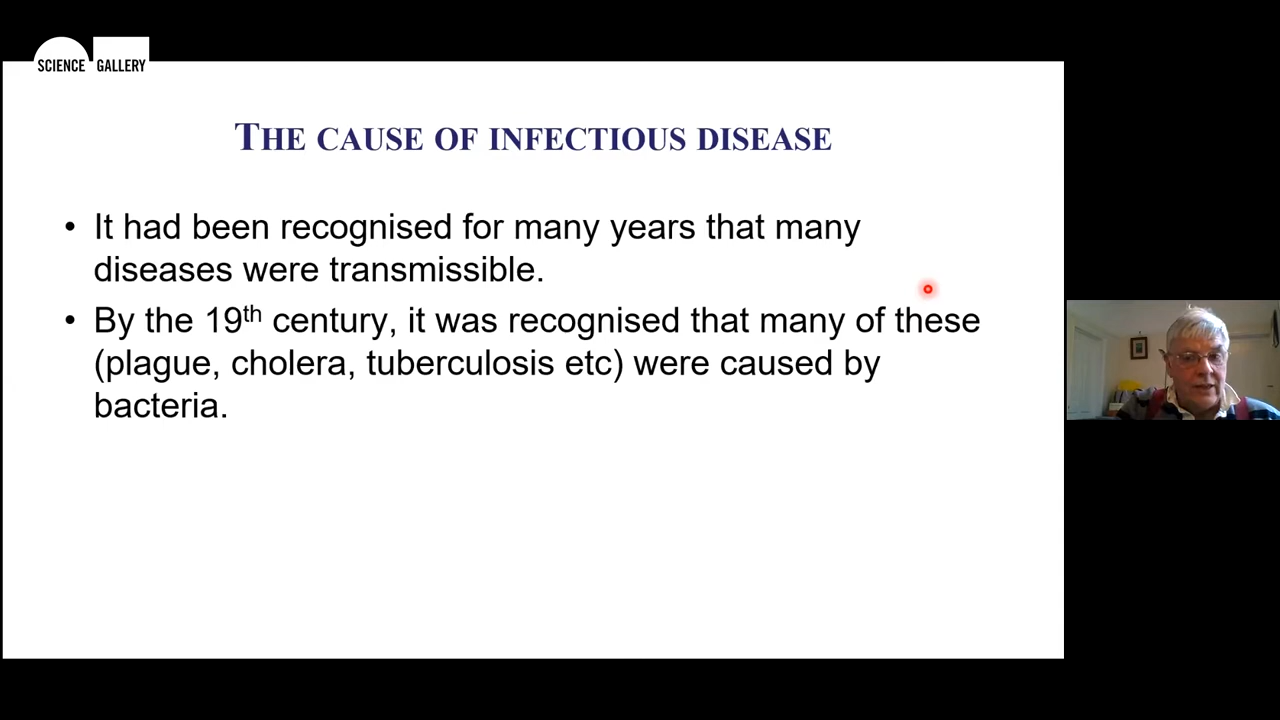 SCIENCE GALLERY
THE CAUSE OF INFECTIOUS DISEASE
• It had been recognised for many years that many
diseases were transmissible.
• By the 19th century, it was recognised that many of these
(plague, cholera, tuberculosis etc) were caused by
bacteria.